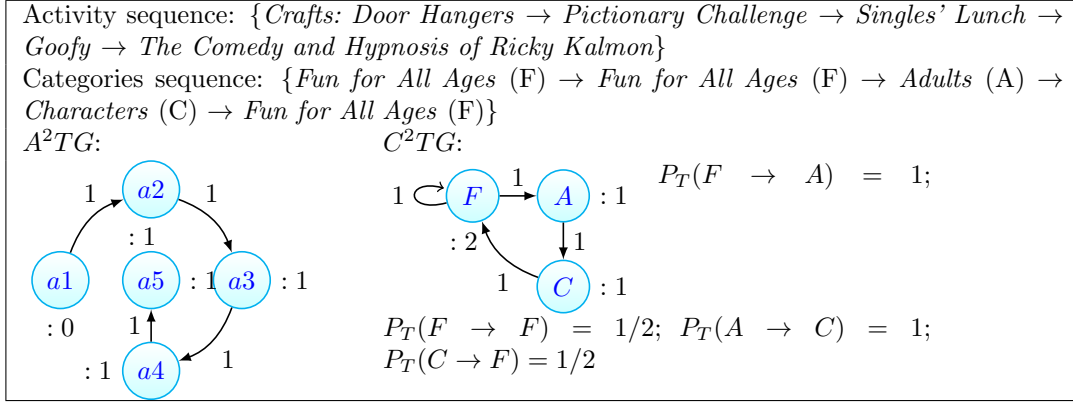 Activity sequence: {Crafts: Door Hangers → Pictionary Challenge → Singles' Lunch →
Goofy → The Comedy and Hypnosis of Ricky Kalmon}
Categories sequence: {Fun for All Ages (F) → Fun for All Ages (F) → Adults (A) →
Characters (C) → Fun for All Ages (F)}
A²TG:
C²TG:
a1
: 0
1
a2
: 1
1
a3
: 1
1
a4
: 1
1
a5
: 1
1
F
: 2
1
A
: 1
1
C
: 1
1
P_T(F → A) = 1;
P_T(F → F) = 1/2; P_T(A → C) = 1;
P_T(C → F) = 1/2